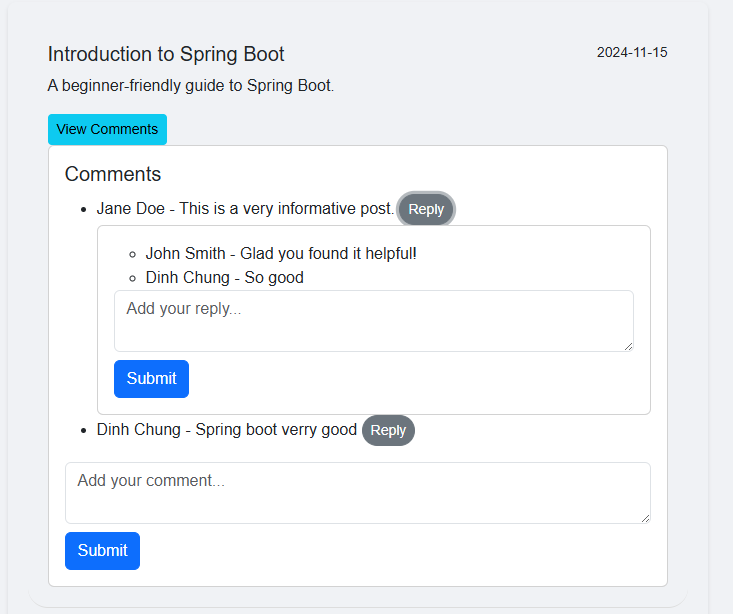 Introduction to Spring Boot
2024-11-15
A beginner-friendly guide to Spring Boot.
View Comments
Comments
Jane Doe - This is a very informative post. Reply
John Smith - Glad you found it helpful!
Dinh Chung - So good
Add your reply...
Submit
Dinh Chung - Spring boot verry good Reply
Add your comment...
Submit